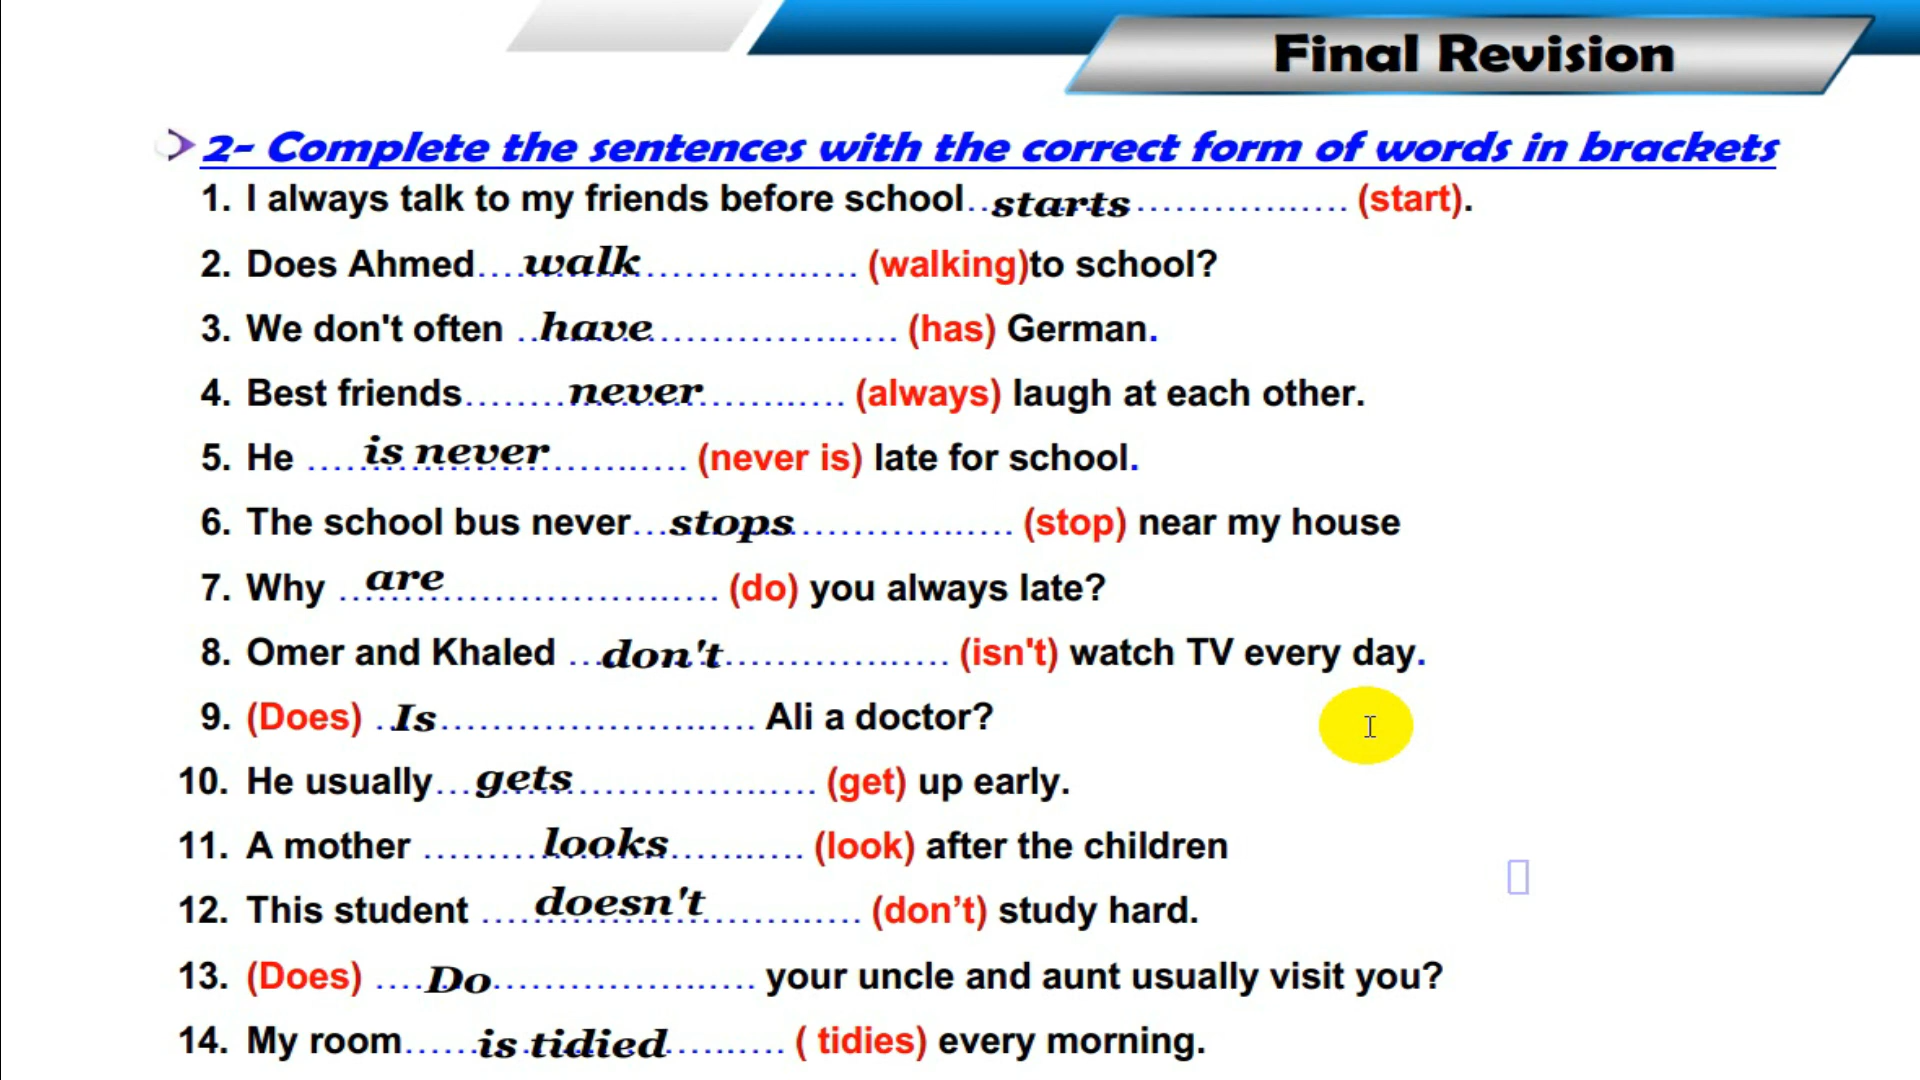 Final Revision
2- Complete the sentences with the correct form of words in brackets
1. I always talk to my friends before school..starts.................. (start).
2. Does Ahmed....walk.................. (walking)to school?
3. We don't often ..have.................. (has) German.
4. Best friends........never............ (always) laugh at each other.
5. He ....is never............ (never is) late for school.
6. The school bus never...stops.................. (stop) near my house
7. Why ..are.................. (do) you always late?
8. Omer and Khaled ...don't.................. (isn't) watch TV every day.
9. (Does) ..Is.................. Ali a doctor?
10. He usually...gets.................. (get) up early.
11. A mother .........looks............ (look) after the children
12. This student ....doesn't............ (don’t) study hard.
13. (Does) ....Do.................. your uncle and aunt usually visit you?
14. My room......is tidied............ ( tidies) every morning.